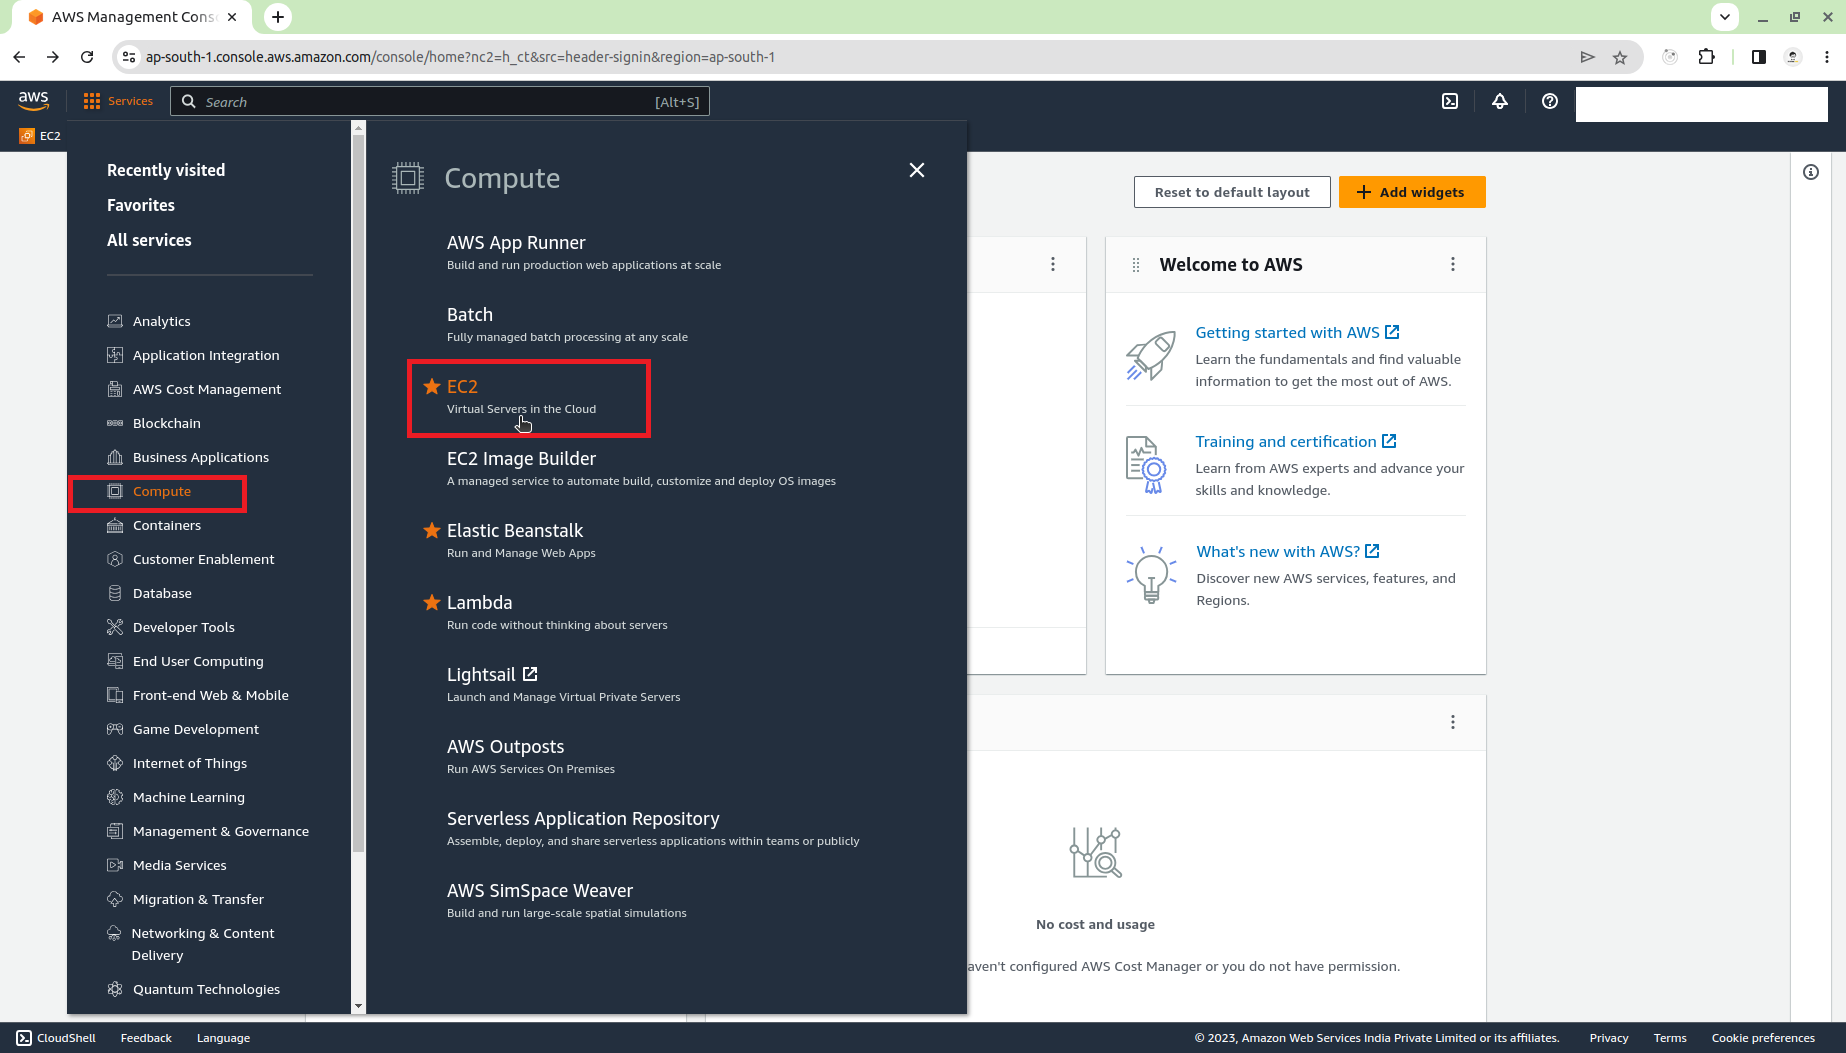 AWS Management Cons
ap-south-1.console.aws.amazon.com/console/home?nc2=h_ct&src=header-signin&region=ap-south-1
aws
Services
Search
[Alt+S]
EC2
Recently visited
Favorites
All services
Analytics
Application Integration
AWS Cost Management
Blockchain
Business Applications
Compute
Containers
Customer Enablement
Database
Developer Tools
End User Computing
Front-end Web & Mobile
Game Development
Internet of Things
Machine Learning
Management & Governance
Media Services
Migration & Transfer
Networking & Content
Delivery
Quantum Technologies
Compute
AWS App Runner
Build and run production web applications at scale
Batch
Fully managed batch processing at any scale
EC2
Virtual Servers in the Cloud
EC2 Image Builder
A managed service to automate build, customize and deploy OS images
Elastic Beanstalk
Run and Manage Web Apps
Lambda
Run code without thinking about servers
Lightsail
Launch and Manage Virtual Private Servers
AWS Outposts
Run AWS Services On Premises
Serverless Application Repository
Assemble, deploy, and share serverless applications within teams or publicly
AWS SimSpace Weaver
Build and run large-scale spatial simulations
Reset to default layout
Add widgets
Welcome to AWS
Getting started with AWS
Learn the fundamentals and find valuable
information to get the most out of AWS.
Training and certification
Learn from AWS experts and advance your
skills and knowledge.
What's new with AWS?
Discover new AWS services, features, and
Regions.
No cost and usage
aven't configured AWS Cost Manager or you do not have permission.
CloudShell
Feedback
Language
© 2023, Amazon Web Services India Private Limited or its affiliates.
Privacy
Terms
Cookie preferences